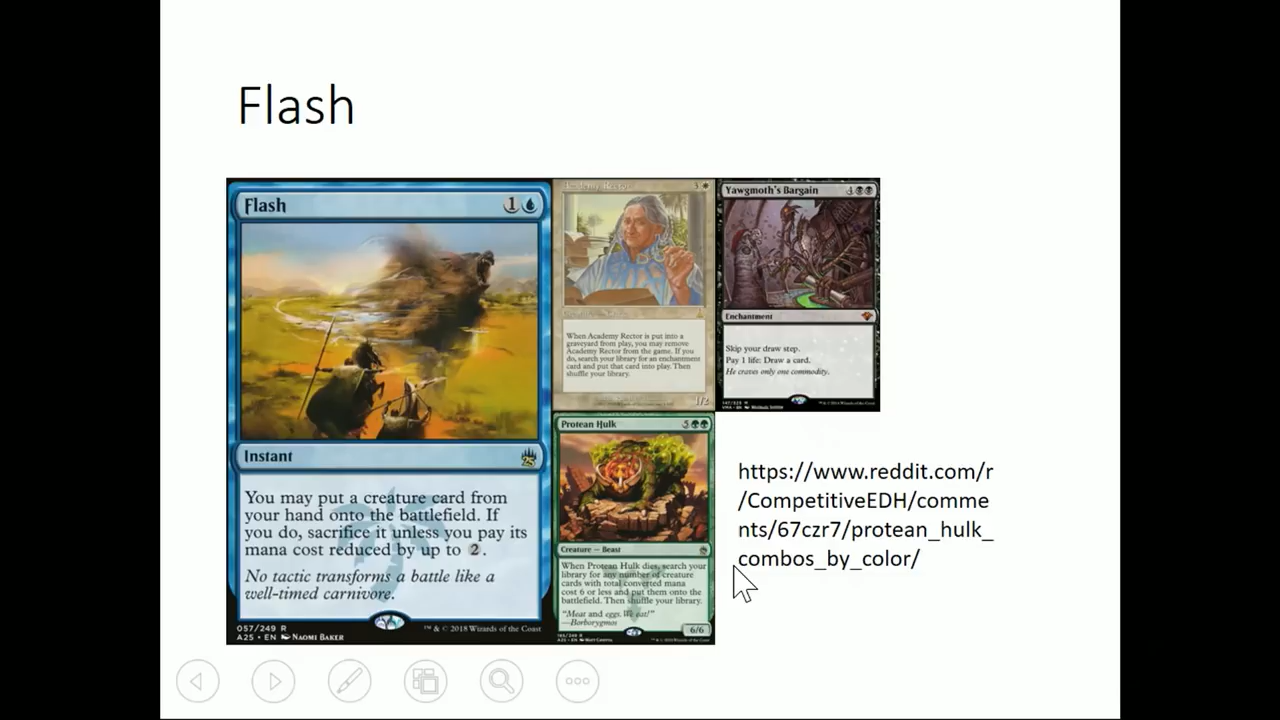 Flash
Flash
1
You may put a creature card from
your hand onto the battlefield. If
you do, sacrifice it unless you pay its
mana cost reduced by up to 2.
No tactic transforms a battle like a
well-timed carnivore.
Instant
057/249 R
A25 • EN NAOMI BAKER
™ & © 2018 Wizards of the Coast
Academy Rector 3
When Academy Rector is put into a
graveyard from play, you may remove
Academy Rector from the game. If you
do, search your library for an enchantment
card and put that card into play. Then
shuffle your library.
1/2
Yawgmoth's Bargain 4
Enchantment
Skip your draw step.
Pay 1 life: Draw a card.
He craves only one commodity.
Protean Hulk 5
Creature — Beast
When Protean Hulk dies, search your
library for any number of creature
cards with total converted mana
cost 6 or less and put them onto the
battlefield. Then shuffle your library.
"Meat and eggs. We eat!"
—Borborygmos
6/6
https://www.reddit.com/r
/CompetitiveEDH/comme
nts/67czr7/protean_hulk_
combos_by_color/